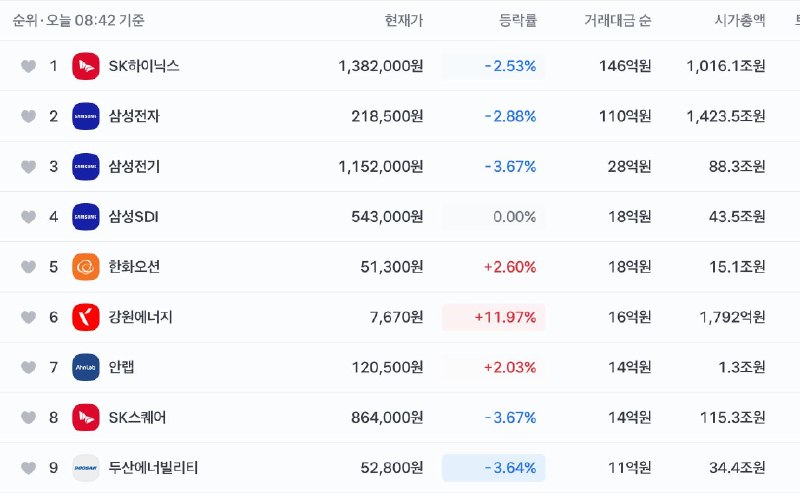 순위·오늘 08:42 기준 현재가 등락률 거래대금 순 시가총액
1 SK하이닉스 1,382,000원 -2.53% 146억원 1,016.1조원
SAMSUNG
2 삼성전자 218,500원 -2.88% 110억원 1,423.5조원
SAMSUNG
3 삼성전기 1,152,000원 -3.67% 28억원 88.3조원
SAMSUNG
4 삼성SDI 543,000원 0.00% 18억원 43.5조원
5 한화오션 51,300원 +2.60% 18억원 15.1조원
6 강원에너지 7,670원 +11.97% 16억원 1,792억원
AhnLab
7 안랩 120,500원 +2.03% 14억원 1.3조원
8 SK스퀘어 864,000원 -3.67% 14억원 115.3조원
DOOSAN
9 두산에너빌리티 52,800원 -3.64% 11억원 34.4조원